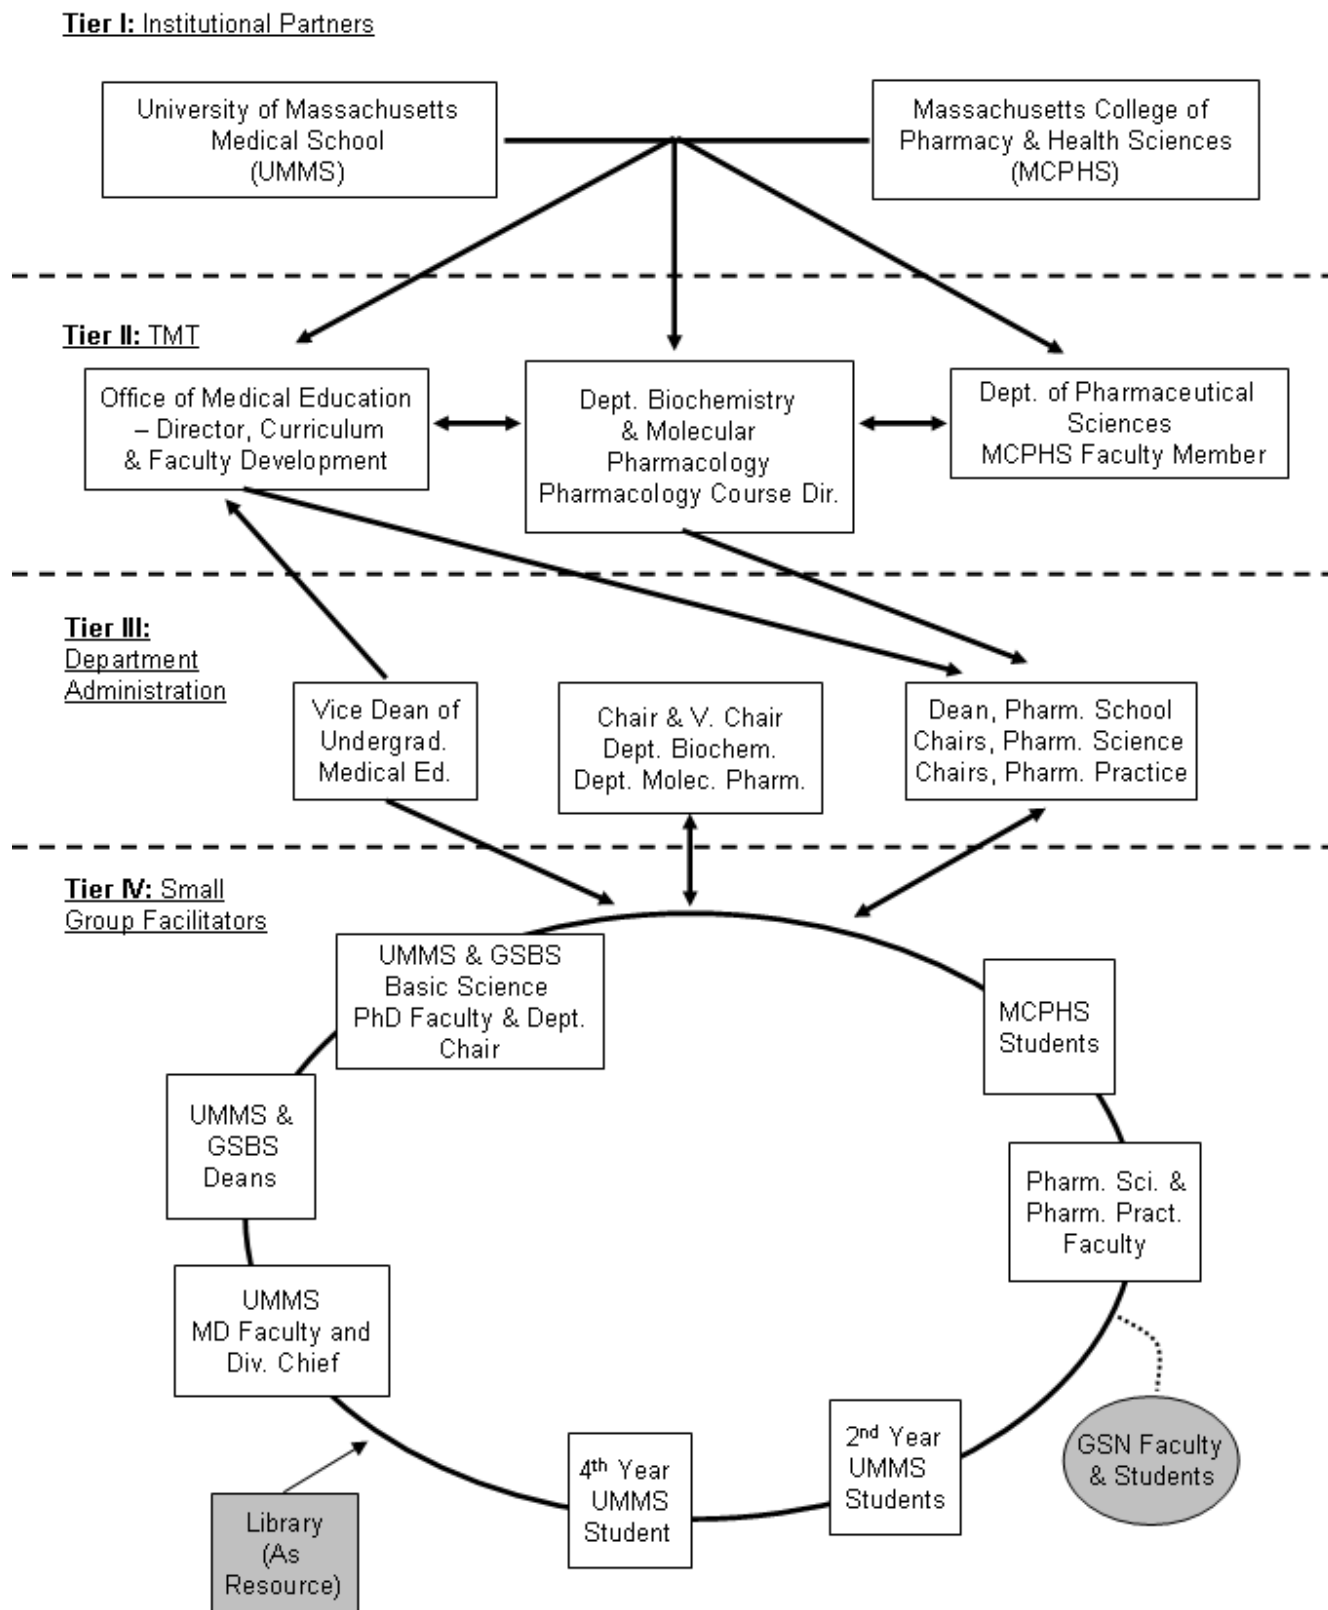 Tier I: Institutional Partners
University of Massachusetts
Medical School
(UMMS)
Massachusetts College of
Pharmacy & Health Sciences
(MCPHS)
Tier II: TMT
Office of Medical Education
– Director, Curriculum
& Faculty Development
Dept. Biochemistry
& Molecular
Pharmacology
Pharmacology Course Dir.
Dept. of Pharmaceutical
Sciences
MCPHS Faculty Member
Tier III:
Department
Administration
Vice Dean of
Undergrad.
Medical Ed.
Chair & V. Chair
Dept. Biochem.
Dept. Molec. Pharm.
Dean, Pharm. School
Chairs, Pharm. Science
Chairs, Pharm. Practice
Tier IV: Small
Group Facilitators
UMMS & GSBS
Basic Science
PhD Faculty & Dept.
Chair
MCPHS
Students
UMMS &
GSBS
Deans
Pharm. Sci. &
Pharm. Pract.
Faculty
UMMS
MD Faculty and
Div. Chief
2nd Year
UMMS
Students
GSN Faculty
& Students
4th Year
UMMS
Student
Library
(As
Resource)